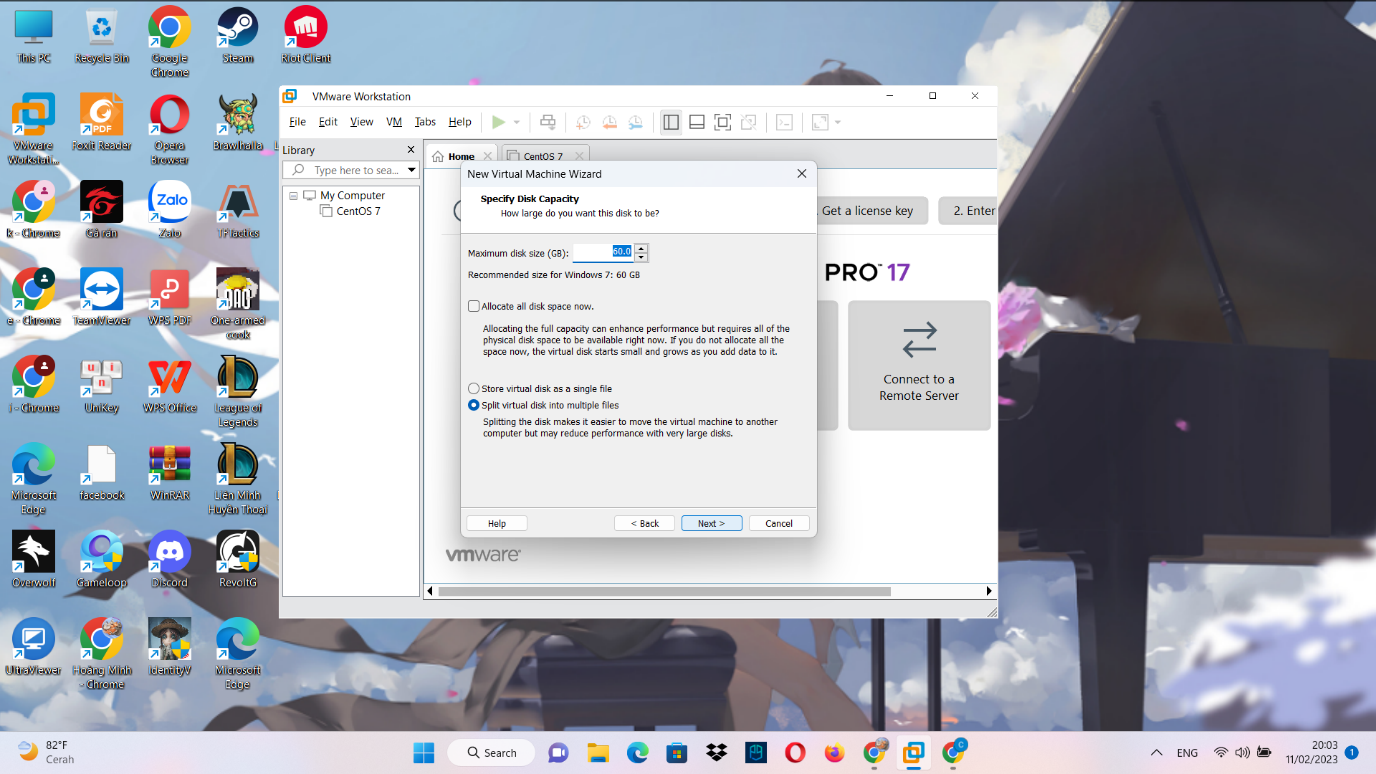 This PC
Recycle Bin
Google
Chrome
Steam
Riot Client
VMware
Workstati...
Foxit Reader
Opera
Browser
Brawlhalla
k - Chrome
Gà rán
Zalo
TFTactics
e - Chrome
TeamViewer
WPS PDF
One-armed
cook
i - Chrome
UniKey
WPS Office
League of
Legends
Microsoft
Edge
facebook
WinRAR
Liên Minh
Huyền Thoại
Overwolf
Gameloop
Discord
RevoltG
UltraViewer
Hoàng Minh
- Chrome
IdentityV
Microsoft
Edge
VMware Workstation
File Edit View VM Tabs Help
Library
Type here to sea...
My Computer
CentOS 7
Home
CentOS 7
New Virtual Machine Wizard
Specify Disk Capacity
How large do you want this disk to be?
Maximum disk size (GB): 60.0
Recommended size for Windows 7: 60 GB
Allocate all disk space now.
Allocating the full capacity can enhance performance but requires all of the
physical disk space to be available right now. If you do not allocate all the
space now, the virtual disk starts small and grows as you add data to it.
Store virtual disk as a single file
Split virtual disk into multiple files
Splitting the disk makes it easier to move the virtual machine to another
computer but may reduce performance with very large disks.
Help
< Back
Next >
Cancel
Get a license key
2. Enter
PRO™ 17
Connect to a
Remote Server
vmware®
82°F
Cerah
Search
ENG
20:03
11/02/2023
1